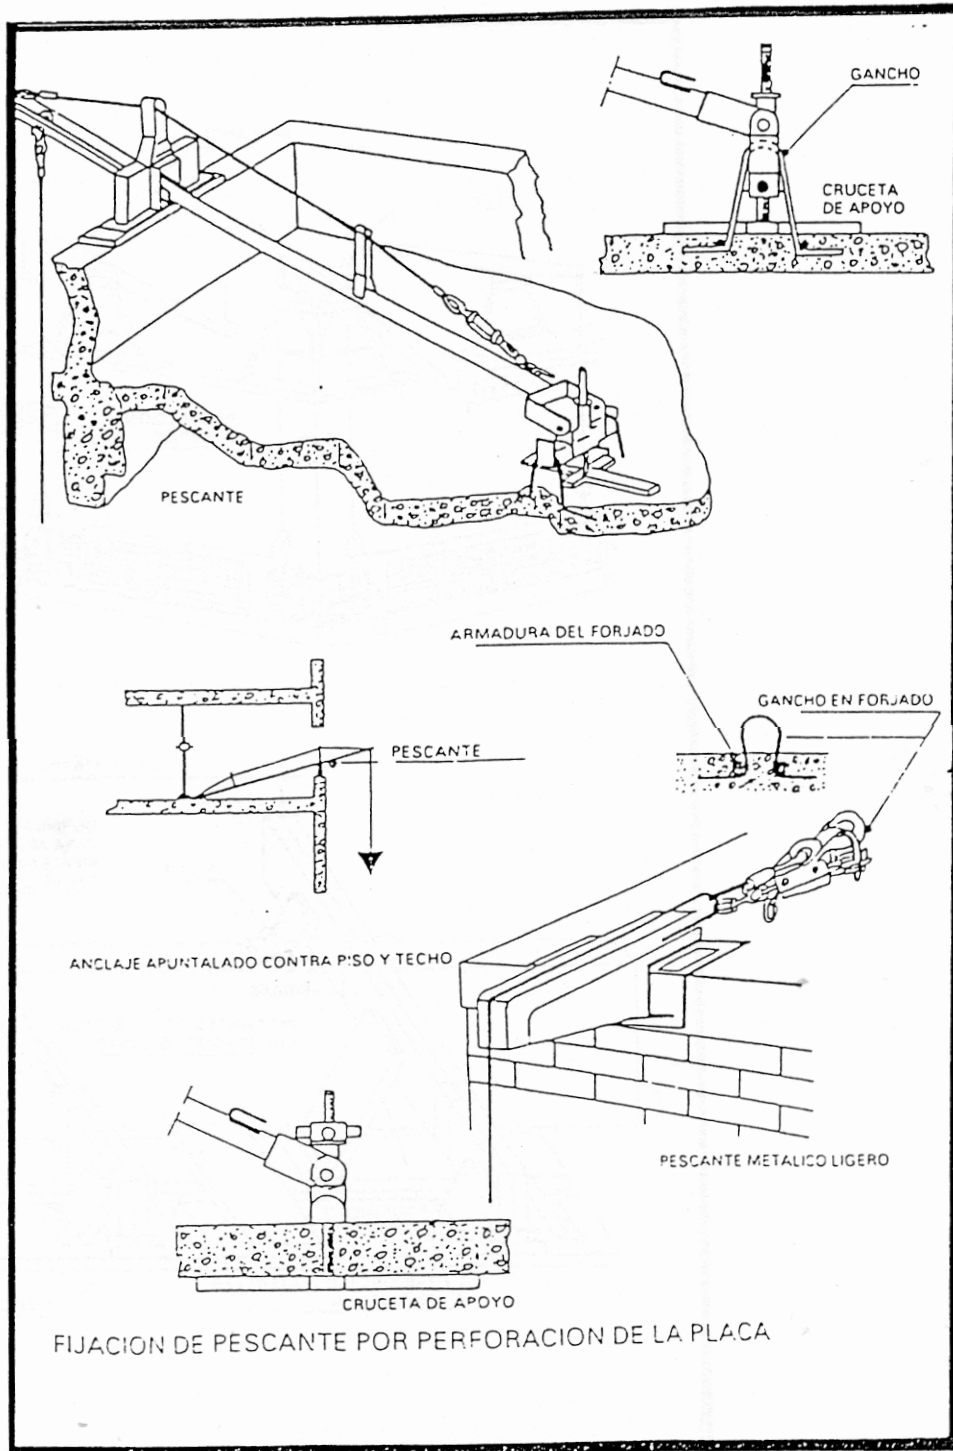 GANCHO
CRUCETA
DE APOYO
PESCANTE
ARMADURA DEL FORJADO
GANCHO EN FORJADO
PESCANTE
ANCLAJE APUNTALADO CONTRA PISO Y TECHO
PESCANTE METALICO LIGERO
CRUCETA DE APOYO
FIJACION DE PESCANTE POR PERFORACION DE LA PLACA